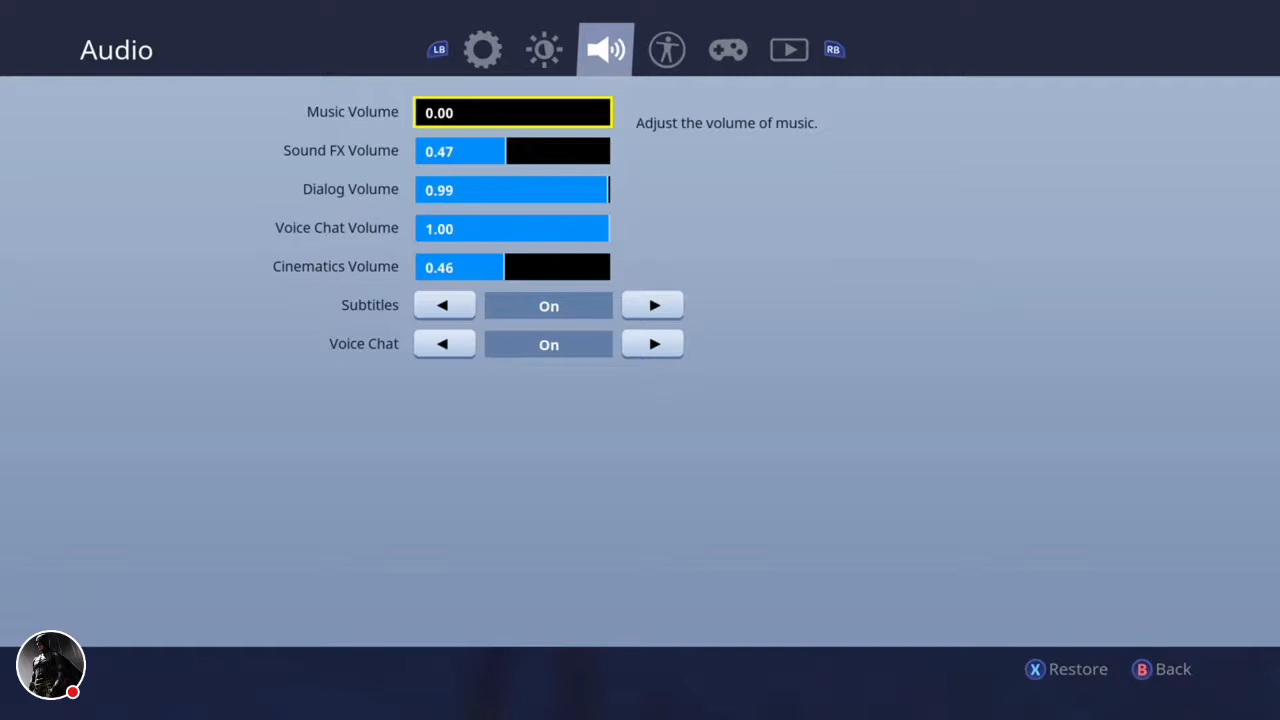 Audio
LB
RB
Music Volume 0.00
Adjust the volume of music.
Sound FX Volume 0.47
Dialog Volume 0.99
Voice Chat Volume 1.00
Cinematics Volume 0.46
Subtitles On
Voice Chat On
X Restore B Back